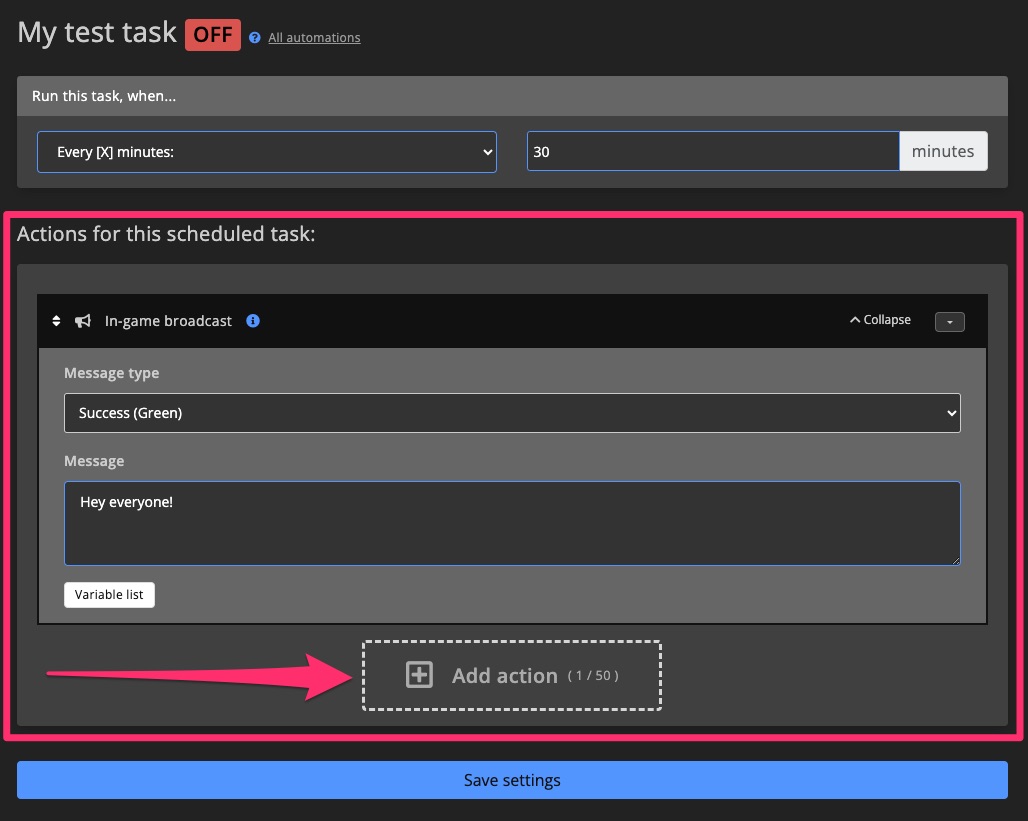 My test task OFF ? All automations
Run this task, when...
Every [X] minutes: 30 minutes
Actions for this scheduled task:
In-game broadcast i Collapse
Message type
Success (Green)
Message
Hey everyone!
Variable list
Add action ( 1 / 50 )
Save settings